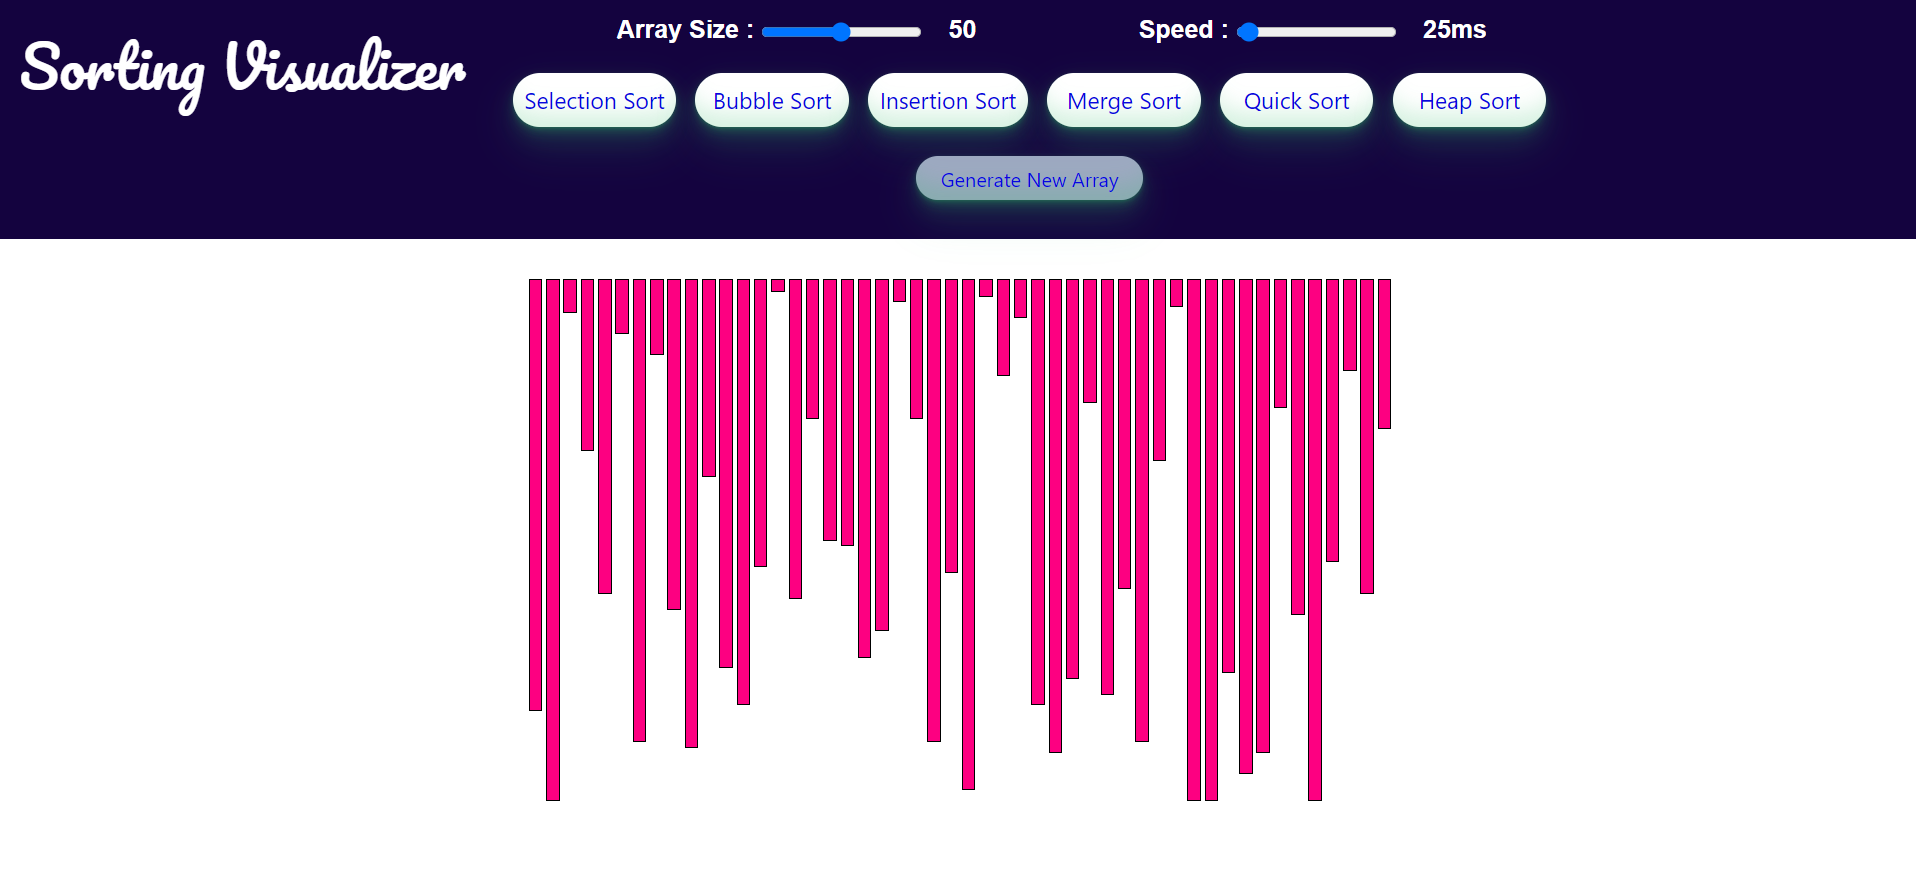 Sorting Visualizer
Array Size : 50
Speed : 25ms
Selection Sort
Bubble Sort
Insertion Sort
Merge Sort
Quick Sort
Heap Sort
Generate New Array